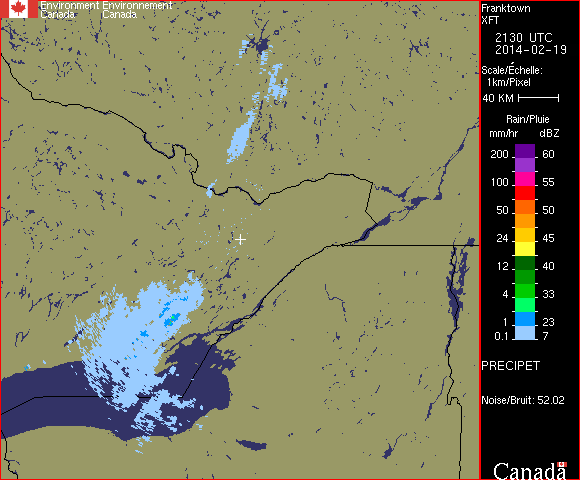 Environment Environnement
Canada Canada
Franktown
XFT
2130 UTC
2014-02-19
Scale/Échelle:
1km/Pixel
40 KM
Rain/Pluie
mm/hr dBZ
200 60
100 55
50 50
24 45
12 40
4 33
1 23
0.1 7
PRECIPET
Noise/Bruit: 52.02
Canada